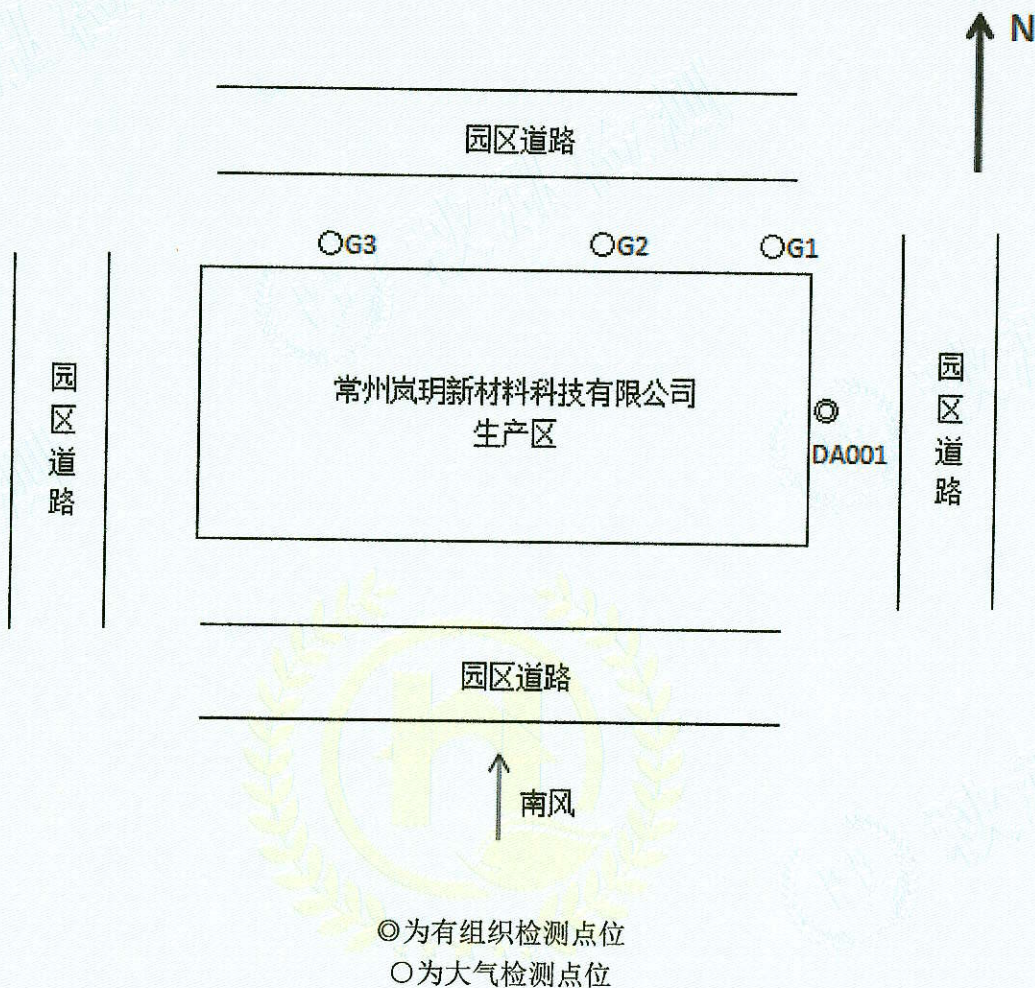 N
园区道路
○G3
○G2
○G1
园区道路
常州岚玥新材料科技有限公司
生产区
◎
DA001
园区道路
园区道路
南风
◎为有组织检测点位
○为大气检测点位